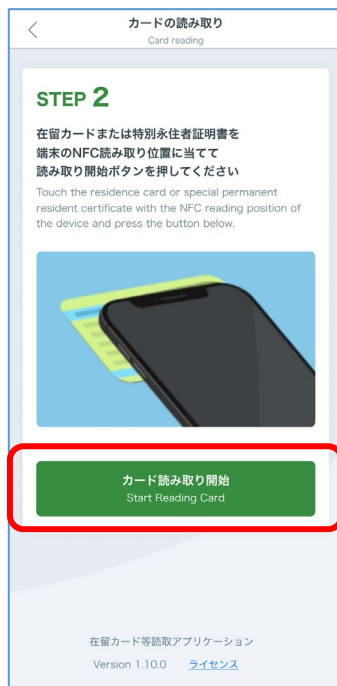 カードの読み取り
Card reading
STEP 2
在留カードまたは特別永住者証明書を
端末のNFC読み取り位置に当てて
読み取り開始ボタンを押してください
Touch the residence card or special permanent
resident certificate with the NFC reading position of
the device and press the button below.
カード読み取り開始
Start Reading Card
在留カード等読取アプリケーション
Version 1.10.0 ライセンス